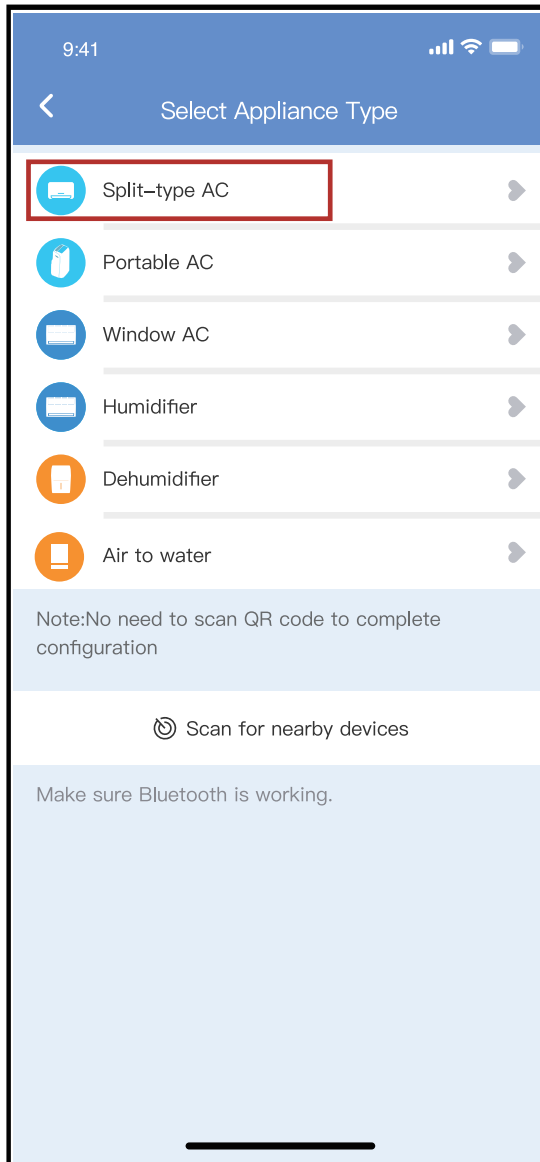 9:41
Select Appliance Type
Split–type AC
Portable AC
Window AC
Humidifier
Dehumidifier
Air to water
Note:No need to scan QR code to complete
configuration
Scan for nearby devices
Make sure Bluetooth is working.